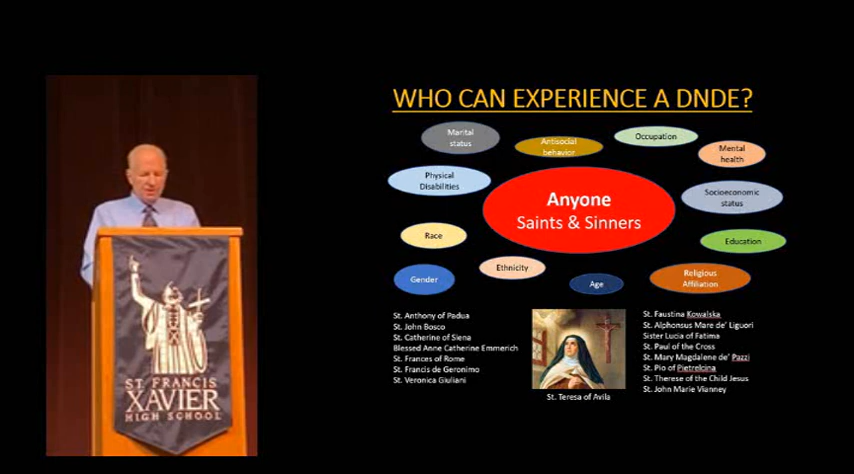 WHO CAN EXPERIENCE A DNDE?
Marital
status
Antisocial
behavior
Occupation
Mental
health
Physical
Disabilities
Anyone
Saints & Sinners
Socioeconomic
status
Race
Education
Gender
Ethnicity
Age
Religious
Affiliation
St. Anthony of Padua
St. John Bosco
St. Catherine of Siena
Blessed Anne Catherine Emmerich
St. Frances of Rome
St. Francis de Geronimo
St. Veronica Giuliani
St. Teresa of Avila
St. Faustina Kowalska
St. Alphonsus Mare de' Liguori
Sister Lucia of Fatima
St. Paul of the Cross
St. Mary Magdalene de' Pazzi
St. Pio of Pietrelcina
St. Therese of the Child Jesus
St. John Marie Vianney
ST. FRANCIS
XAVIER
HIGH SCHOOL